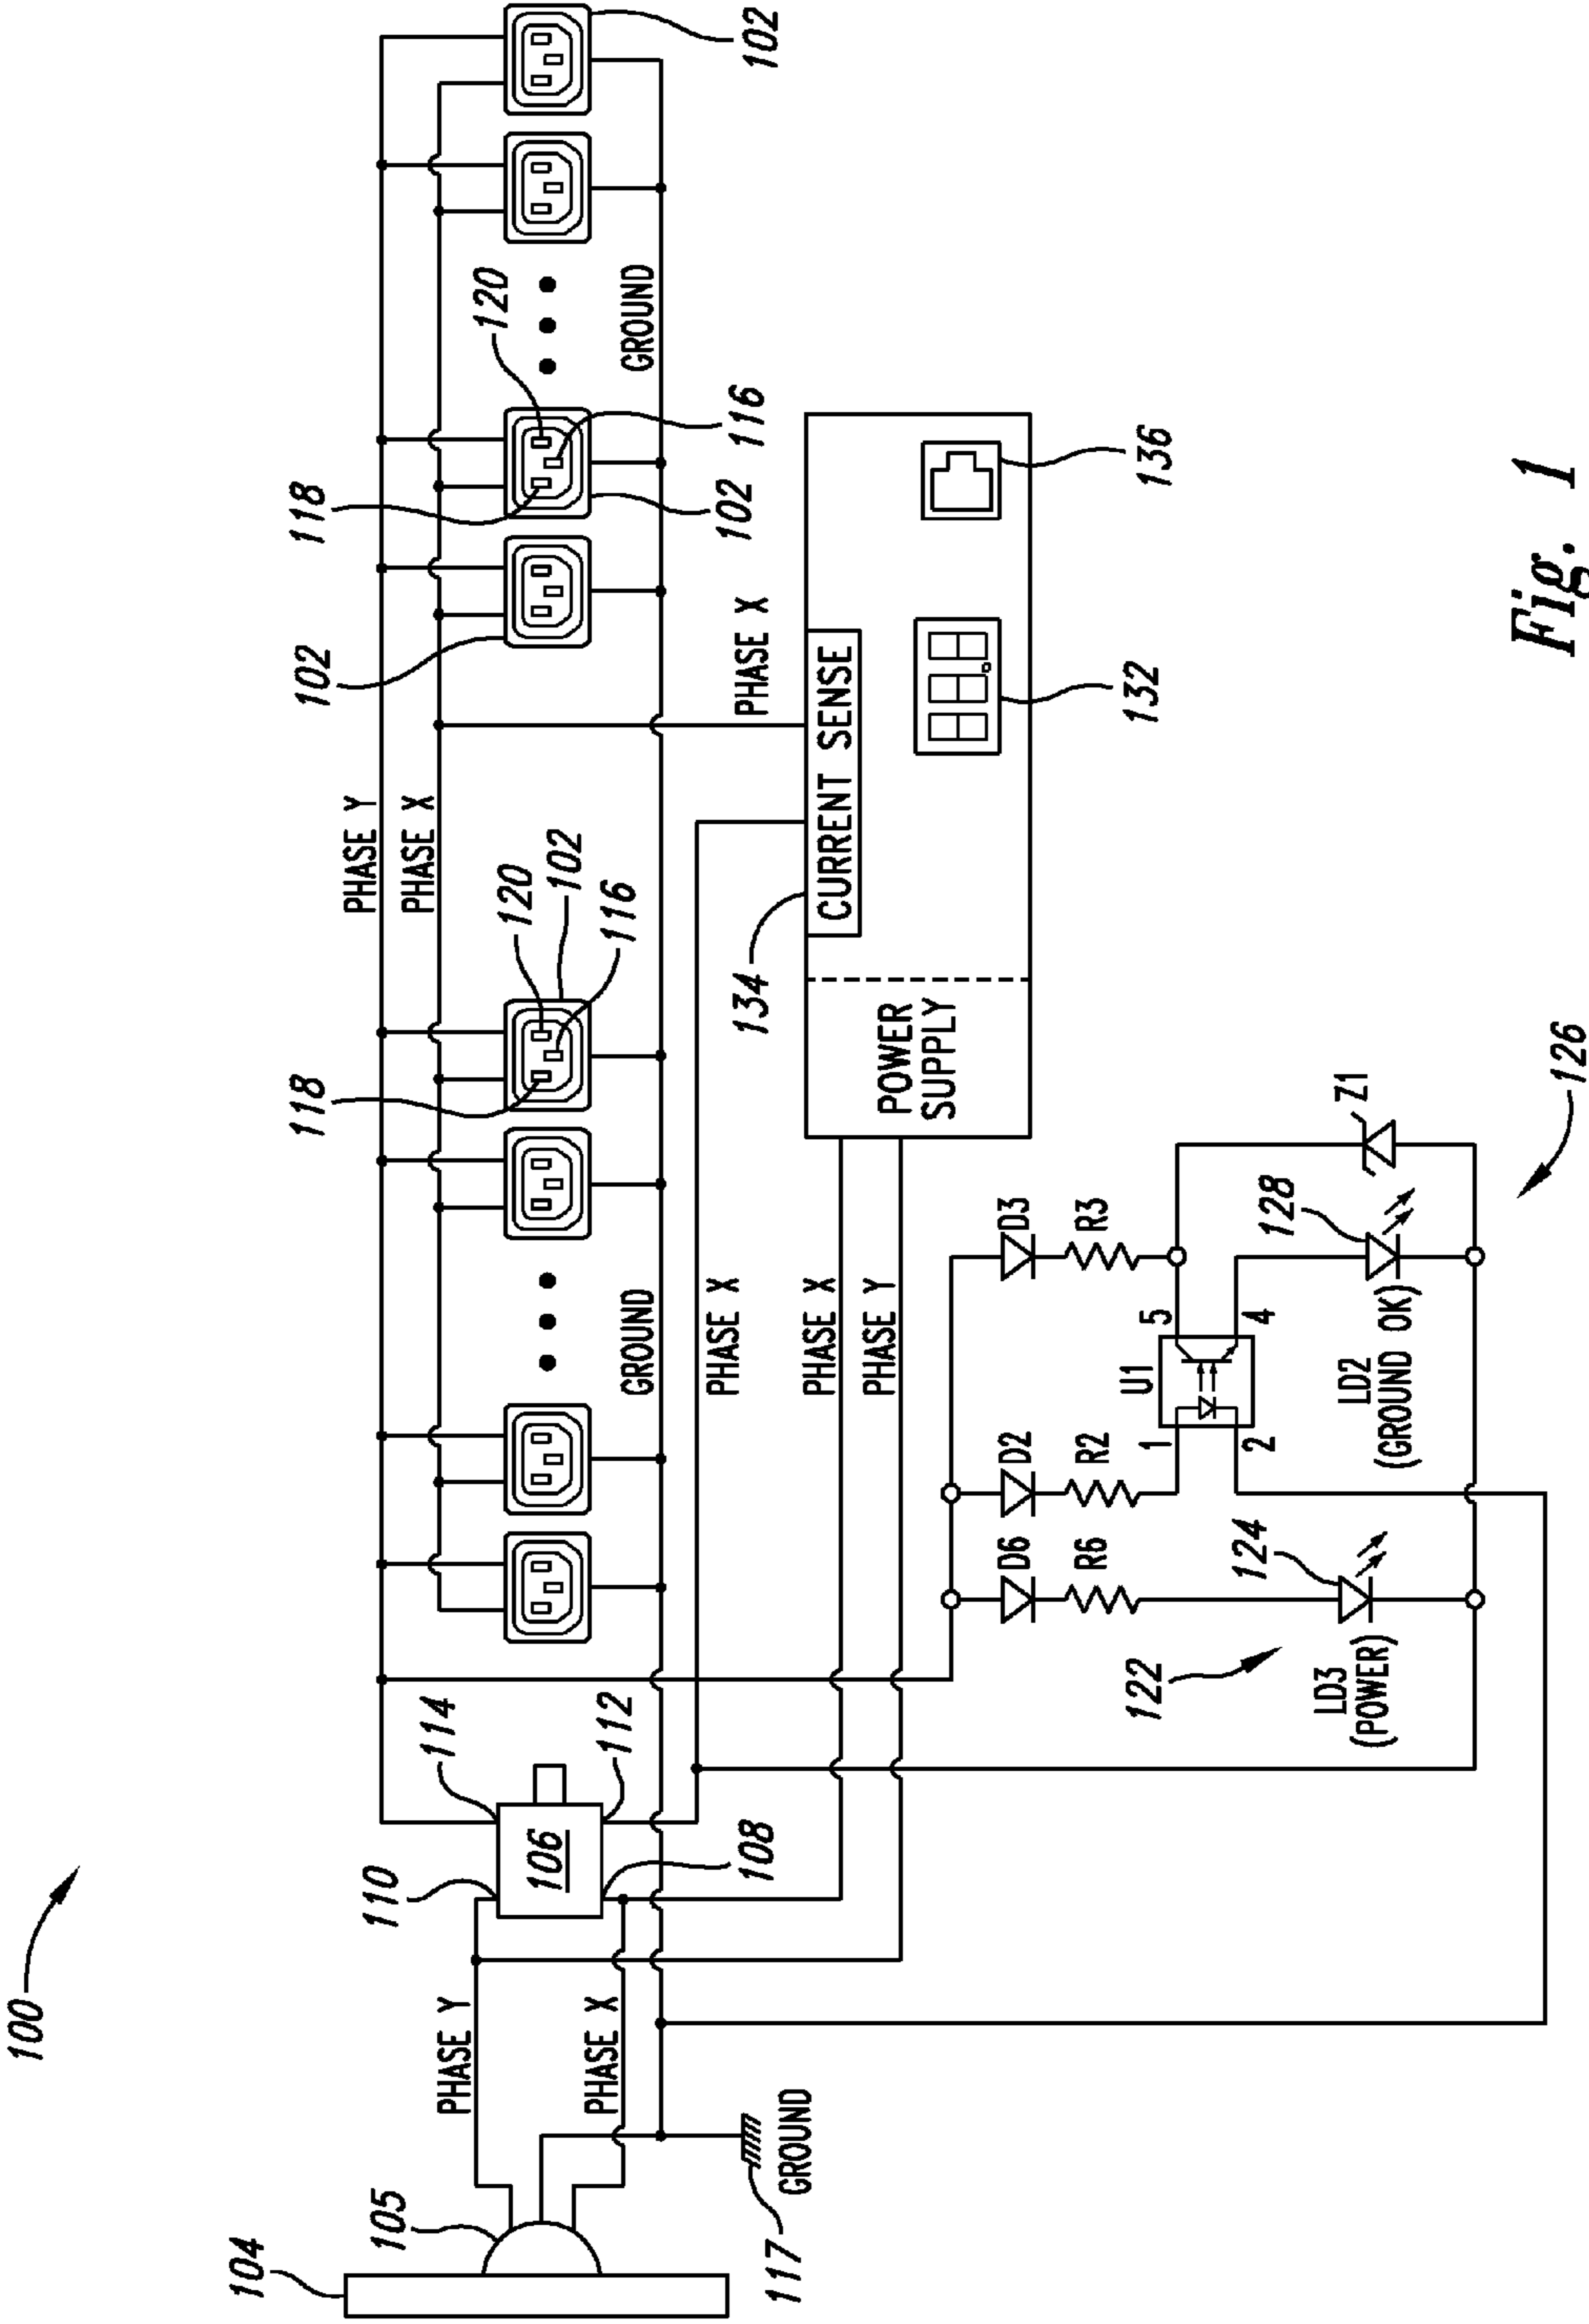 100
PHASE Y
PHASE X
118
120
102
116
102
118
120
116
102
102
GROUND
GROUND
104
105
PHASE Y
PHASE X
110
114
106
112
108
117
GROUND
PHASE X
PHASE X
PHASE X
PHASE Y
134
CURRENT SENSE
POWER
SUPPLY
132
136
D6
D2
D3
R6
R2
R3
122
124
U1
1
2
5
4
LD3
(POWER)
LD2
(GROUND OK)
128
Z1
126
Fig. 1